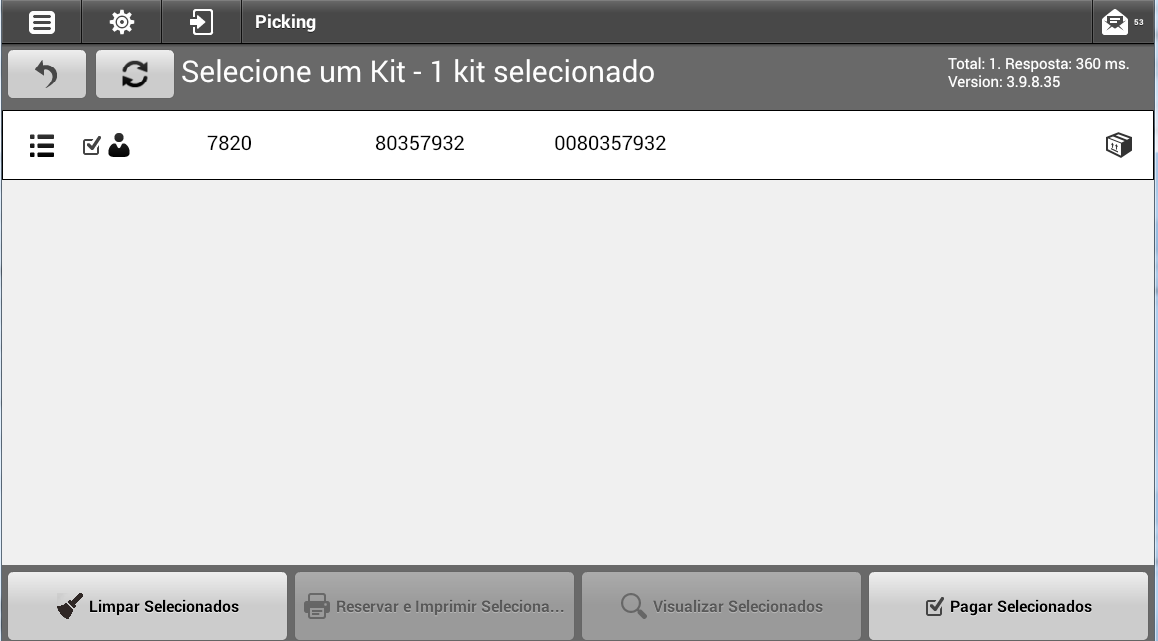 Picking
53
Selecione um Kit - 1 kit selecionado
Total: 1. Resposta: 360 ms.
Version: 3.9.8.35
7820 80357932 0080357932
Limpar Selecionados
Reservar e Imprimir Seleciona...
Visualizar Selecionados
Pagar Selecionados